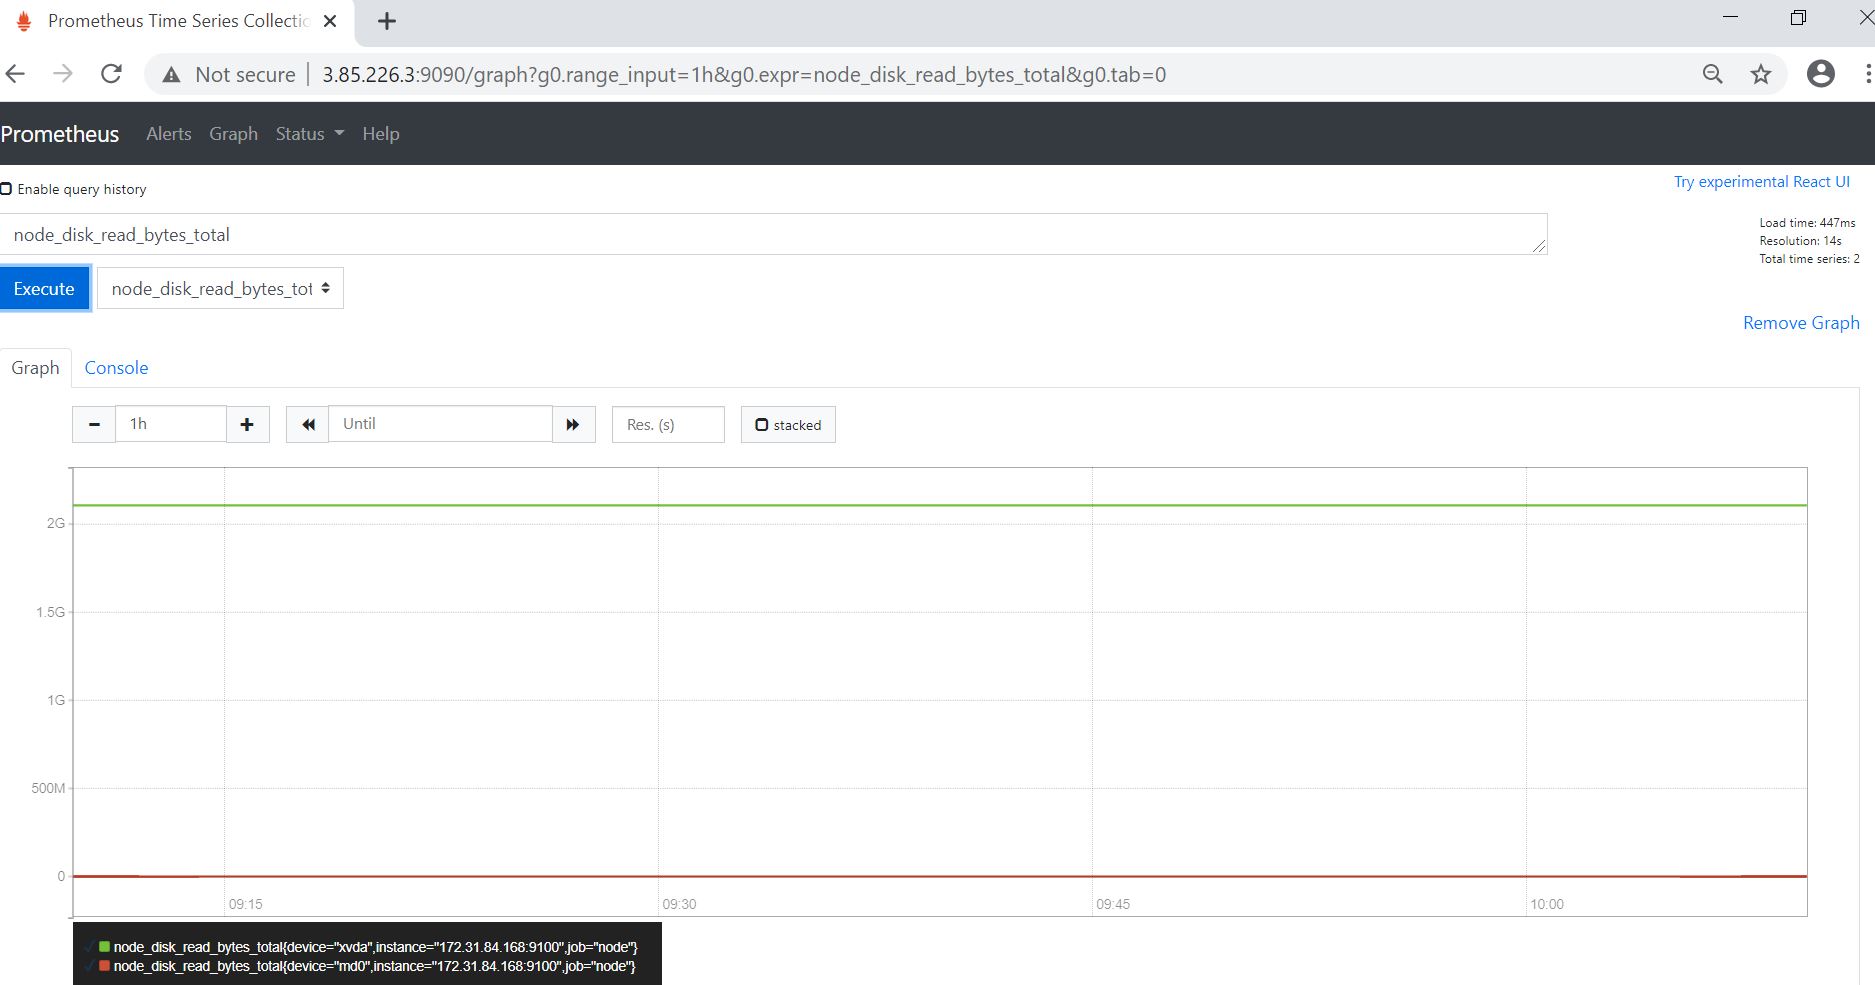 Prometheus Time Series Collectio
Not secure | 3.85.226.3:9090/graph?g0.range_input=1h&g0.expr=node_disk_read_bytes_total&g0.tab=0
Prometheus Alerts Graph Status Help
Enable query history
Try experimental React UI
node_disk_read_bytes_total
Load time: 447ms
Resolution: 14s
Total time series: 2
Execute node_disk_read_bytes_tot
Remove Graph
Graph Console
1h Until Res. (s) stacked
2G
1.5G
1G
500M
0
09:15 09:30 09:45 10:00
node_disk_read_bytes_total{device="xvda",instance="172.31.84.168:9100",job="node"}
node_disk_read_bytes_total{device="md0",instance="172.31.84.168:9100",job="node"}